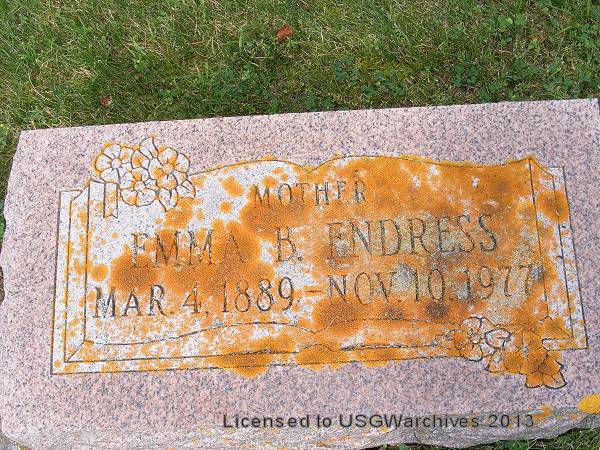 MOTHER
EMMA B. ENDRESS
MAR. 4, 1889 - NOV. 10, 1977
Licensed to USGWarchives 2013